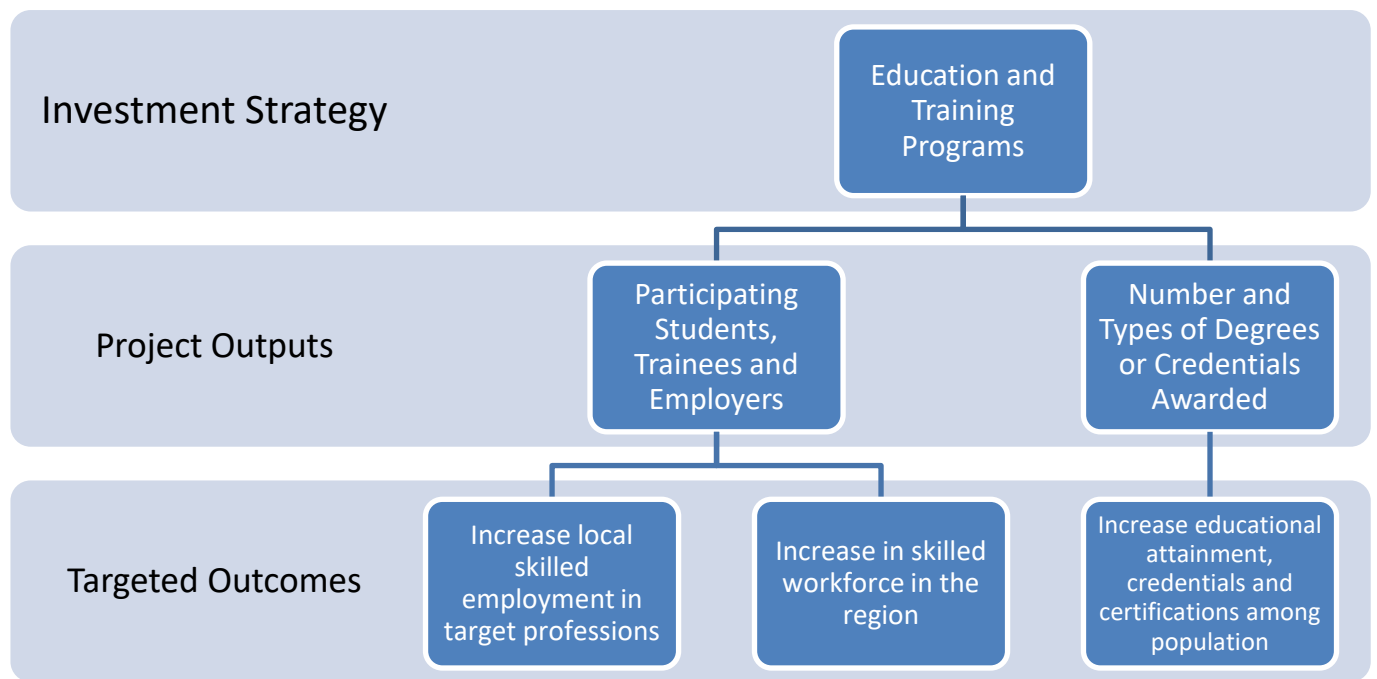 Investment Strategy
Education and
Training
Programs
Project Outputs
Participating
Students,
Trainees and
Employers
Number and
Types of Degrees
or Credentials
Awarded
Targeted Outcomes
Increase local
skilled
employment in
target professions
Increase in skilled
workforce in the
region
Increase educational
attainment,
credentials and
certifications among
population